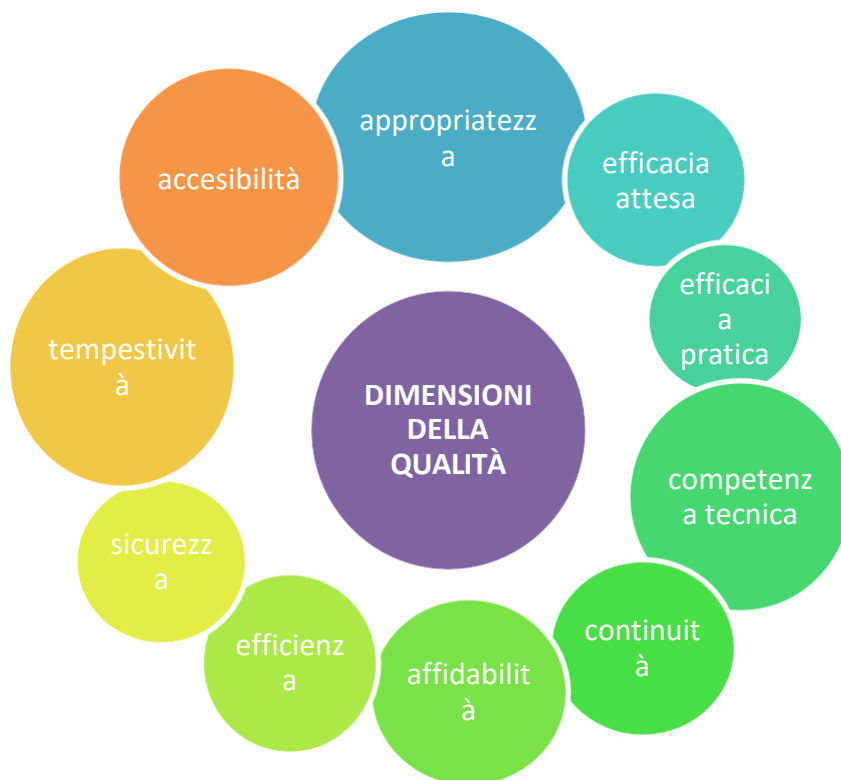 appropriatezz
a
efficacia
attesa
efficaci
a
pratica
competenz
a tecnica
continuit
à
affidabilit
à
efficienz
a
sicurezz
a
tempestivit
à
accesibilità
DIMENSIONI
DELLA
QUALITÀ